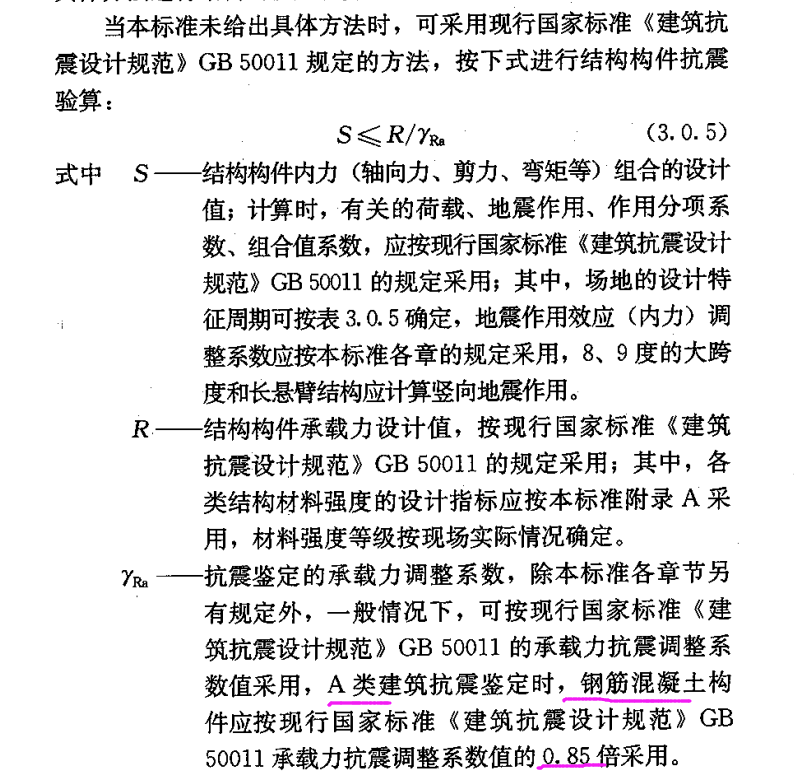 当本标准未给出具体方法时，可采用现行国家标准《建筑抗
震设计规范》GB 50011 规定的方法，按下式进行结构构件抗震
验算：
S≤R/γRa （3.0.5）
式中 S——结构构件内力（轴向力、剪力、弯矩等）组合的设计
值；计算时，有关的荷载、地震作用、作用分项系
数、组合值系数，应按现行国家标准《建筑抗震设计
规范》GB 50011 的规定采用；其中，场地的设计特
征周期可按表 3.0.5 确定，地震作用效应（内力）调
整系数应按本标准各章的规定采用，8、9 度的大跨
度和长悬臂结构应计算竖向地震作用。
R——结构构件承载力设计值，按现行国家标准《建筑
抗震设计规范》GB 50011 的规定采用；其中，各
类结构材料强度的设计指标应按本标准附录 A 采
用，材料强度等级按现场实际情况确定。
γRa——抗震鉴定的承载力调整系数，除本标准各章节另
有规定外，一般情况下，可按现行国家标准《建
筑抗震设计规范》GB 50011 的承载力抗震调整系
数值采用，A 类建筑抗震鉴定时，钢筋混凝土构
件应按现行国家标准《建筑抗震设计规范》GB
50011 承载力抗震调整系数值的 0.85 倍采用。